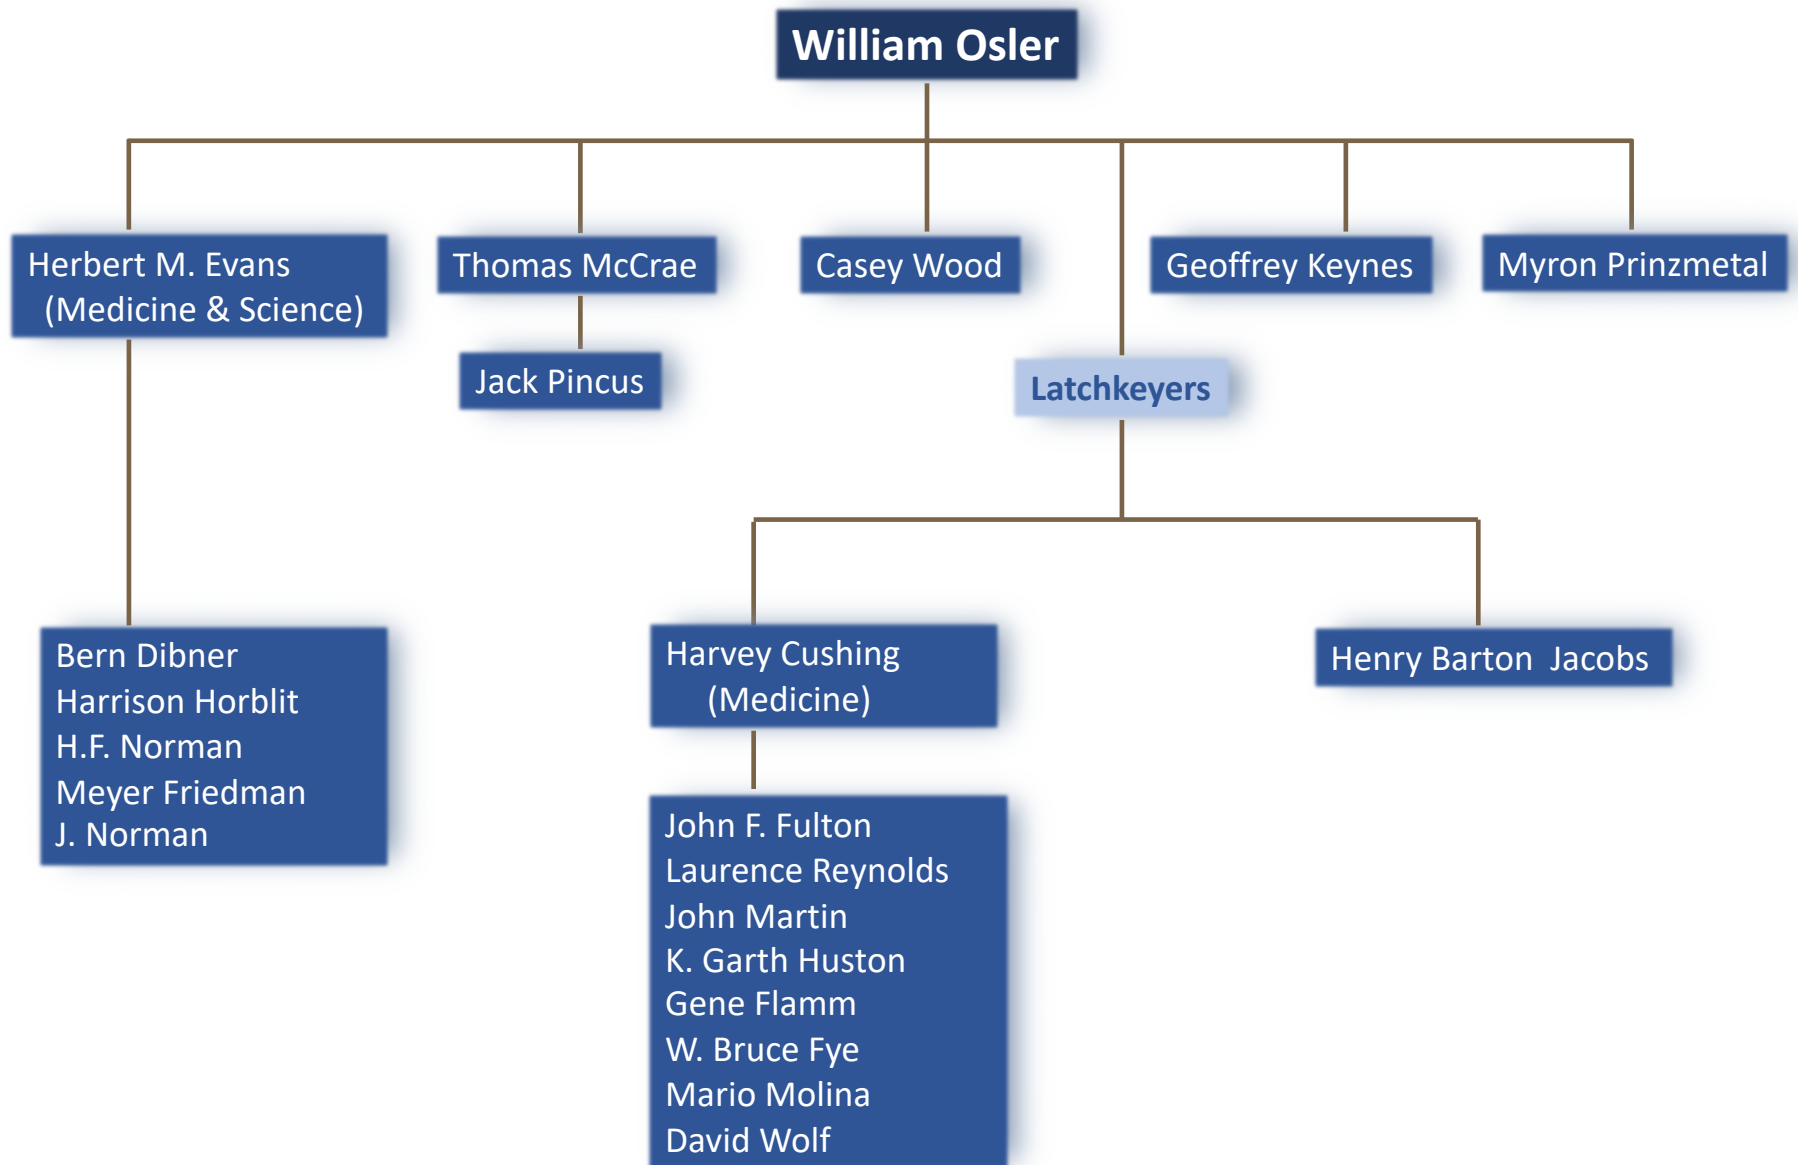 William Osler
Herbert M. Evans
(Medicine & Science)
Thomas McCrae
Casey Wood
Geoffrey Keynes
Myron Prinzmetal
Jack Pincus
Latchkeyers
Bern Dibner
Harrison Horblit
H.F. Norman
Meyer Friedman
J. Norman
Harvey Cushing
(Medicine)
Henry Barton  Jacobs
John F. Fulton
Laurence Reynolds
John Martin
K. Garth Huston
Gene Flamm
W. Bruce Fye
Mario Molina
David Wolf